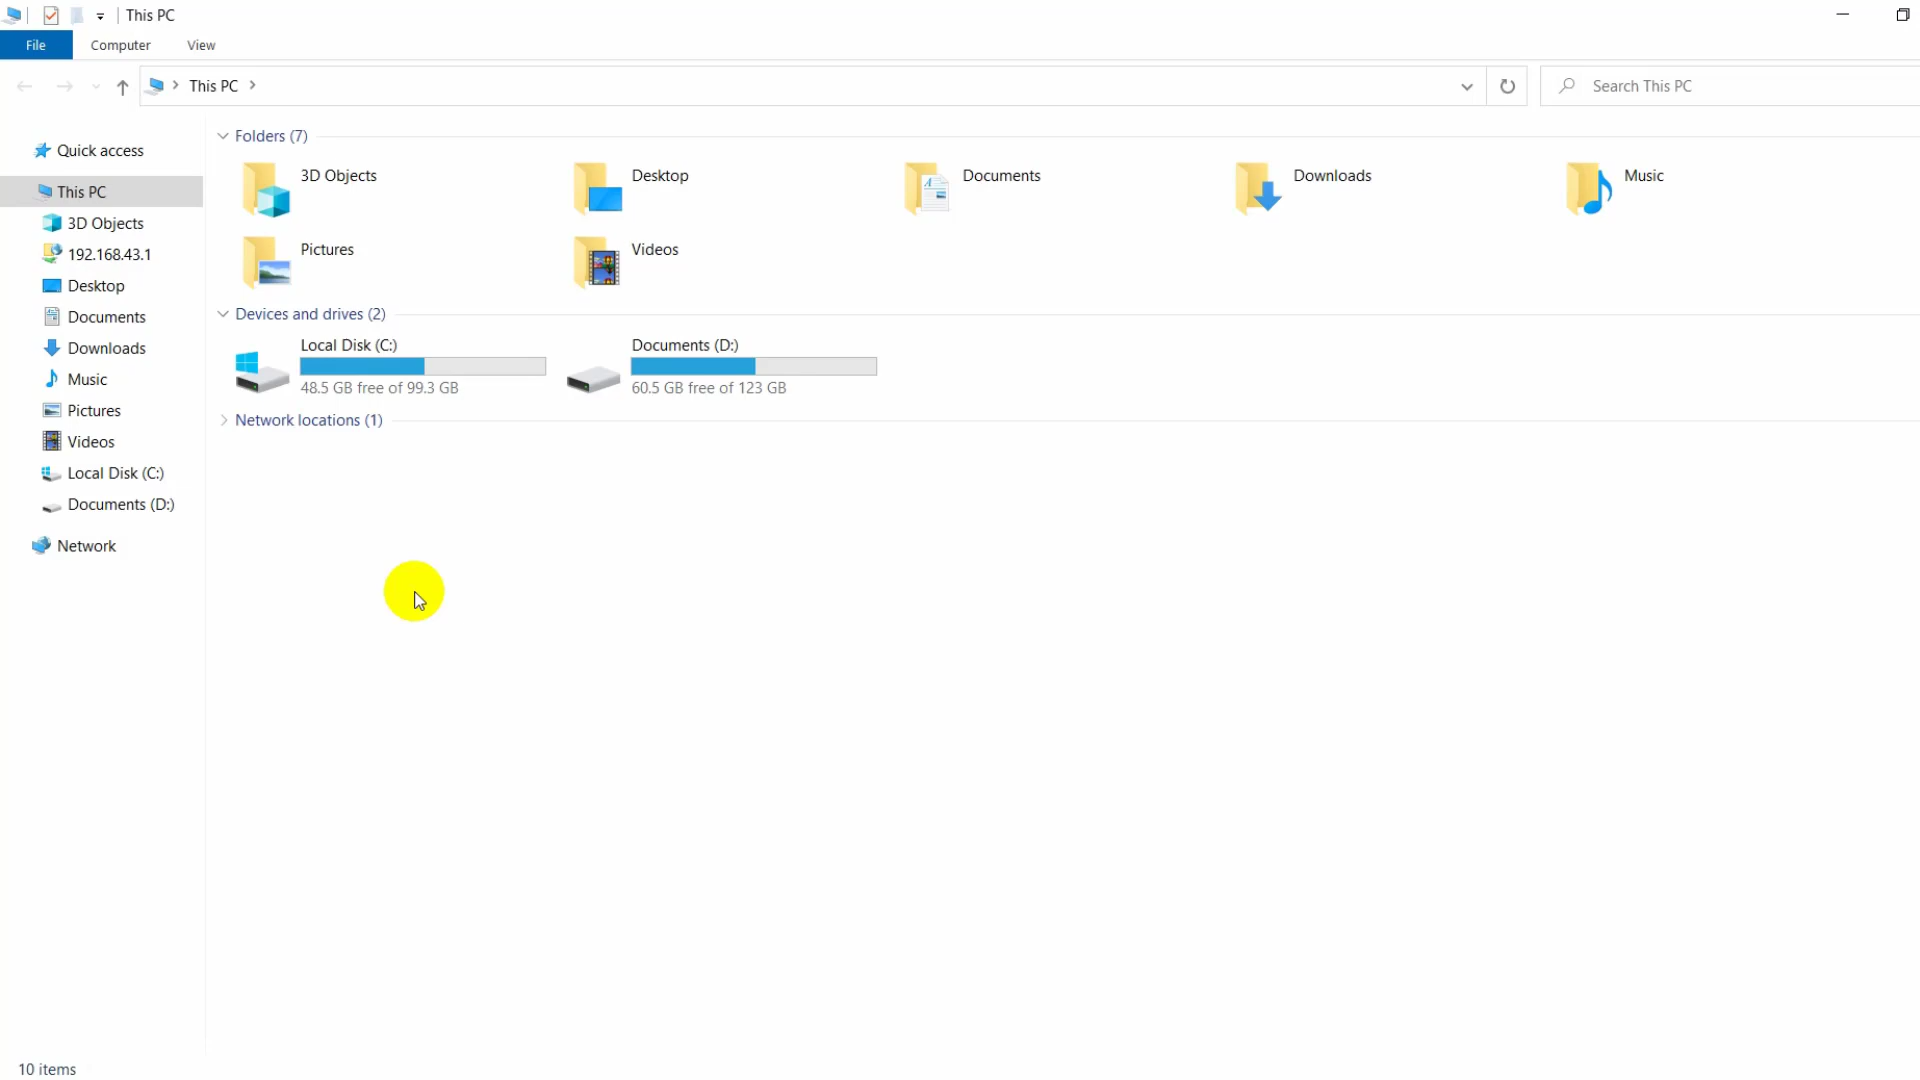 This PC
File Computer View
This PC
Search This PC
Quick access
This PC
3D Objects
192.168.43.1
Desktop
Documents
Downloads
Music
Pictures
Videos
Local Disk (C:)
Documents (D:)
Network
Folders (7)
3D Objects
Desktop
Documents
Downloads
Music
Pictures
Videos
Devices and drives (2)
Local Disk (C:)
48.5 GB free of 99.3 GB
Documents (D:)
60.5 GB free of 123 GB
Network locations (1)
10 items